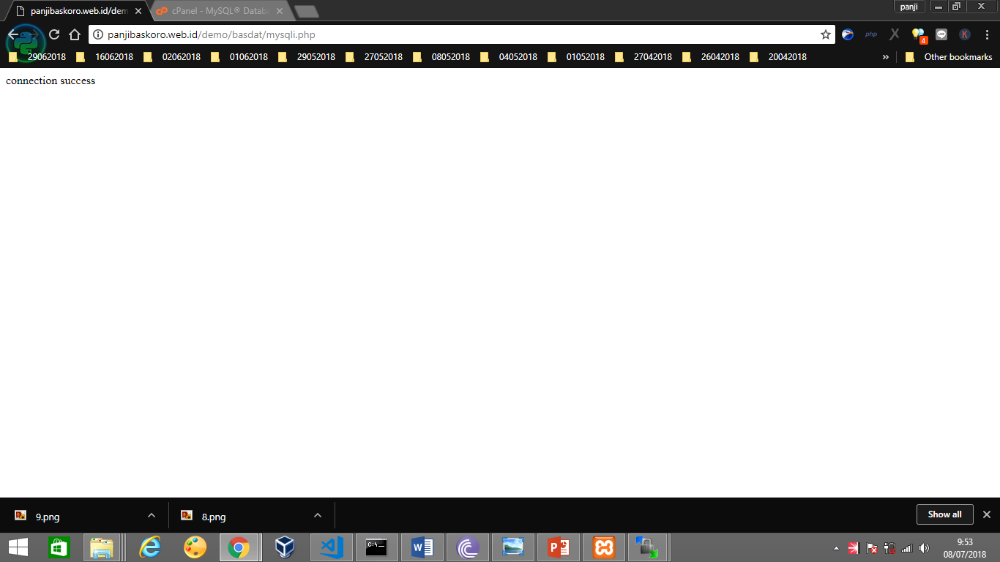 panjibaskoro.web.id/dem
cP cPanel - MySQL® Datab
panji
panjibaskoro.web.id/demo/basdat/mysqli.php
php X 4 LINE K
29062018 16062018 02062018 01062018 29052018 27052018 08052018 04052018 01052018 27042018 26042018 20042018 » Other bookmarks
connection success
9.png 8.png Show all
C:\_
9:53
08/07/2018